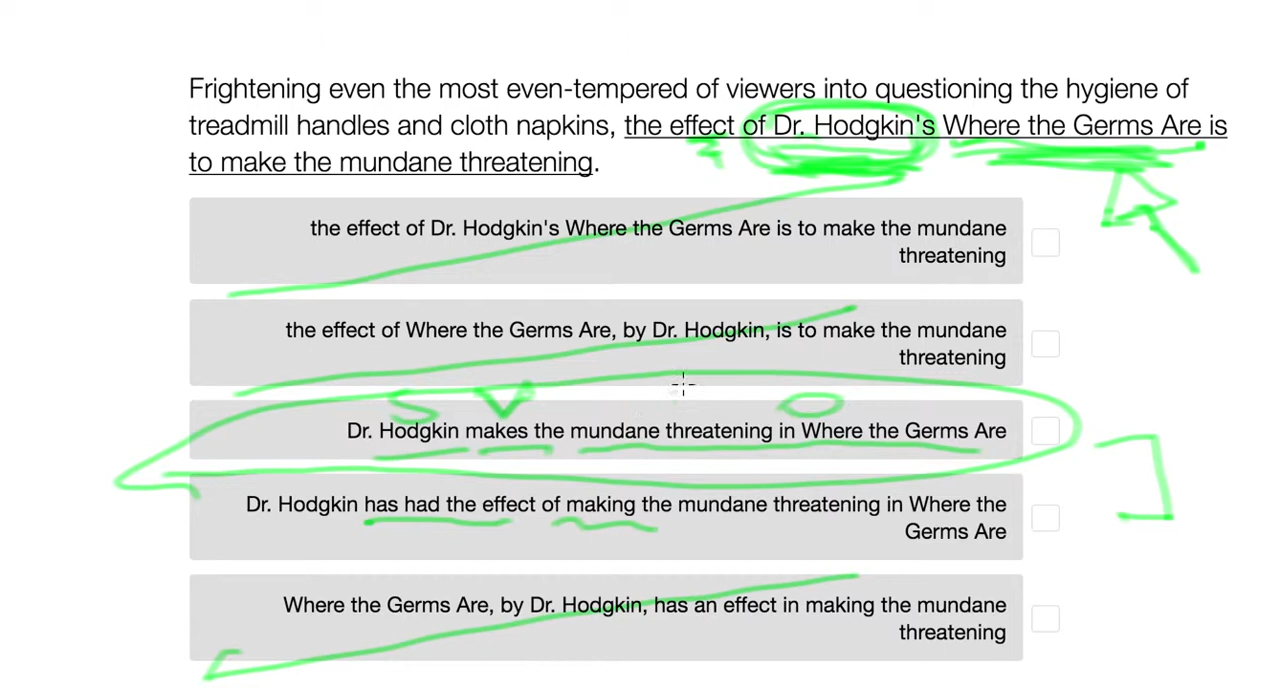 Frightening even the most even-tempered of viewers into questioning the hygiene of
treadmill handles and cloth napkins, the effect of Dr. Hodgkin's Where the Germs Are is
to make the mundane threatening.
the effect of Dr. Hodgkin's Where the Germs Are is to make the mundane
threatening
the effect of Where the Germs Are, by Dr. Hodgkin, is to make the mundane
threatening
S V O
Dr. Hodgkin makes the mundane threatening in Where the Germs Are
Dr. Hodgkin has had the effect of making the mundane threatening in Where the
Germs Are
Where the Germs Are, by Dr. Hodgkin, has an effect in making the mundane
threatening